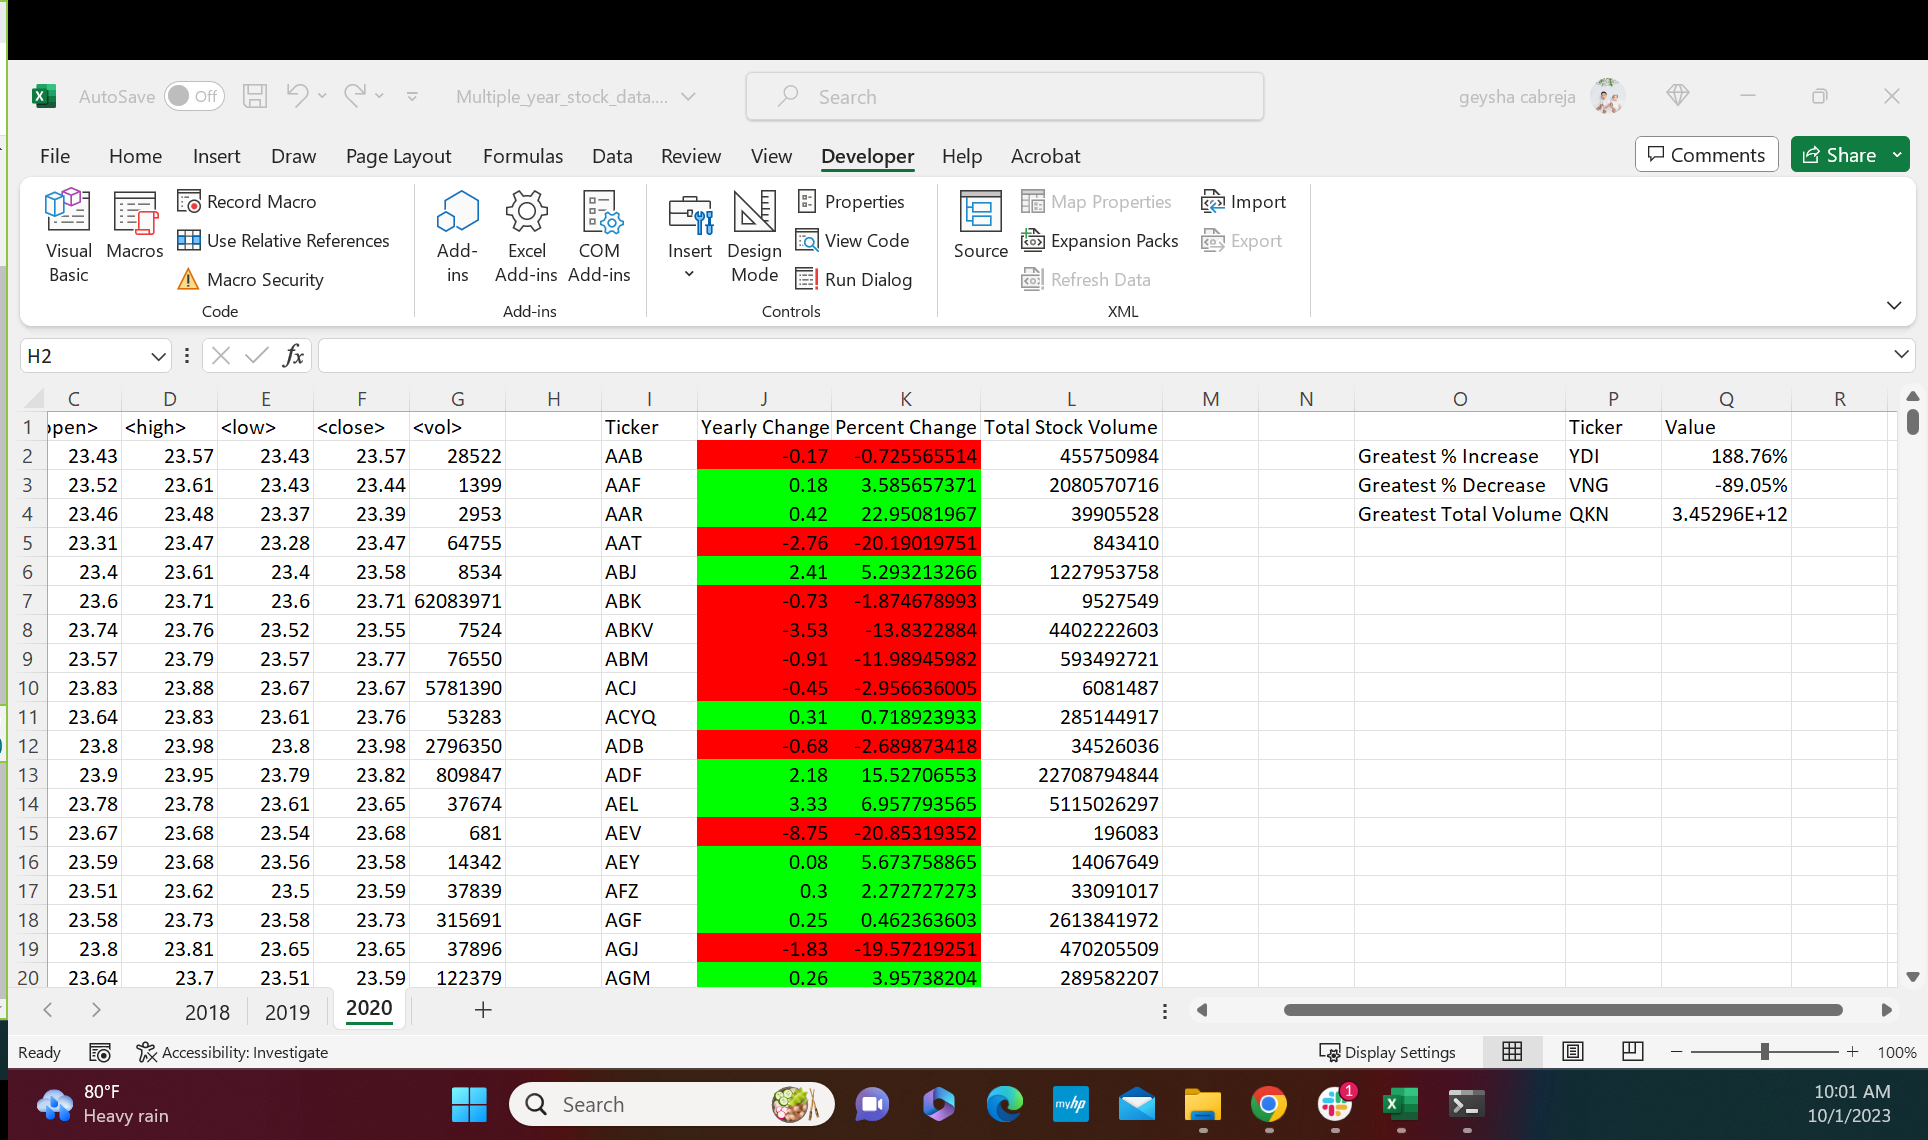 AutoSave Off Multiple_year_stock_data.... Search geysha cabreja
File Home Insert Draw Page Layout Formulas Data Review View Developer Help Acrobat Comments Share
Visual Basic Macros Record Macro Use Relative References Macro Security Code
Add-ins Excel Add-ins COM Add-ins Add-ins
Insert Design Mode Properties View Code Run Dialog Controls
Source Map Properties Expansion Packs Refresh Data Import Export XML
H2 fx
C D E F G H I J K L M N O P Q R
1 open> <high> <low> <close> <vol> Ticker Yearly Change Percent Change Total Stock Volume Ticker Value
2 23.43 23.57 23.43 23.57 28522 AAB -0.17 -0.725565514 455750984 Greatest % Increase YDI 188.76%
3 23.52 23.61 23.43 23.44 1399 AAF 0.18 3.585657371 2080570716 Greatest % Decrease VNG -89.05%
4 23.46 23.48 23.37 23.39 2953 AAR 0.42 22.95081967 39905528 Greatest Total Volume QKN 3.45296E+12
5 23.31 23.47 23.28 23.47 64755 AAT -2.76 -20.19019751 843410
6 23.4 23.61 23.4 23.58 8534 ABJ 2.41 5.293213266 1227953758
7 23.6 23.71 23.6 23.71 62083971 ABK -0.73 -1.874678993 9527549
8 23.74 23.76 23.52 23.55 7524 ABKV -3.53 -13.8322884 4402222603
9 23.57 23.79 23.57 23.77 76550 ABM -0.91 -11.98945982 593492721
10 23.83 23.88 23.67 23.67 5781390 ACJ -0.45 -2.956636005 6081487
11 23.64 23.83 23.61 23.76 53283 ACYQ 0.31 0.718923933 285144917
12 23.8 23.98 23.8 23.98 2796350 ADB -0.68 -2.689873418 34526036
13 23.9 23.95 23.79 23.82 809847 ADF 2.18 15.52706553 22708794844
14 23.78 23.78 23.61 23.65 37674 AEL 3.33 6.957793565 5115026297
15 23.67 23.68 23.54 23.68 681 AEV -8.75 -20.85319352 196083
16 23.59 23.68 23.56 23.58 14342 AEY 0.08 5.673758865 14067649
17 23.51 23.62 23.5 23.59 37839 AFZ 0.3 2.272727273 33091017
18 23.58 23.73 23.58 23.73 315691 AGF 0.25 0.462363603 2613841972
19 23.8 23.81 23.65 23.65 37896 AGJ -1.83 -19.57219251 470205509
20 23.64 23.7 23.51 23.59 122379 AGM 0.26 3.95738204 289582207
2018 2019 2020
Ready Accessibility: Investigate Display Settings 100%
80°F
Heavy rain
Search
myhp
1
10:01 AM
10/1/2023